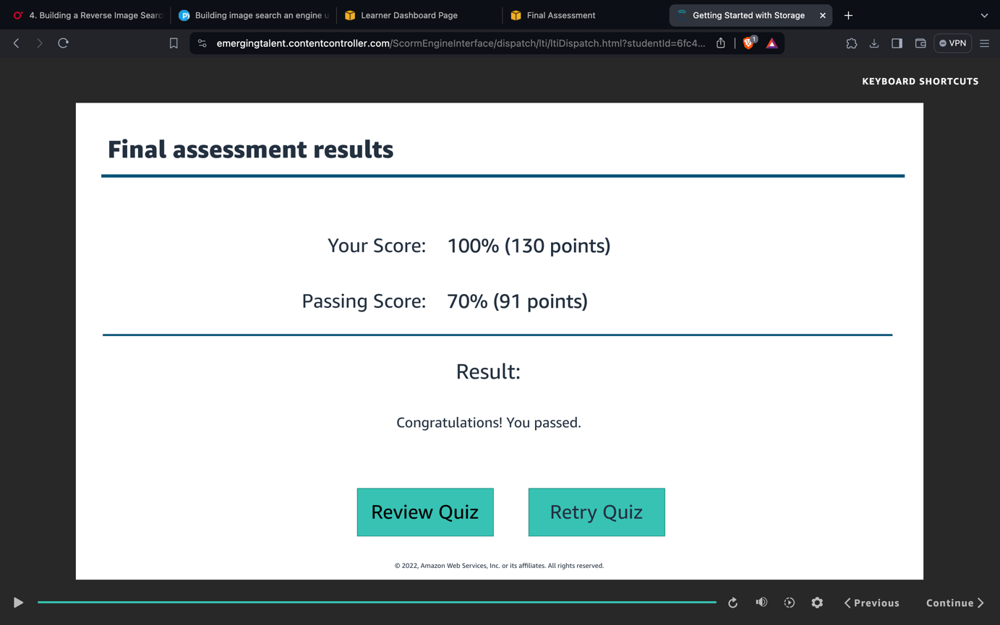 4. Building a Reverse Image Searc
Building image search an engine u
Learner Dashboard Page
Final Assessment
Getting Started with Storage
emergingtalent.contentcontroller.com/ScormEngineInterface/dispatch/lti/ltiDispatch.html?studentId=6fc4...
1
VPN
KEYBOARD SHORTCUTS
Final assessment results
Your Score: 100% (130 points)
Passing Score: 70% (91 points)
Result:
Congratulations! You passed.
Review Quiz
Retry Quiz
© 2022, Amazon Web Services, Inc. or its affiliates. All rights reserved.
Previous
Continue